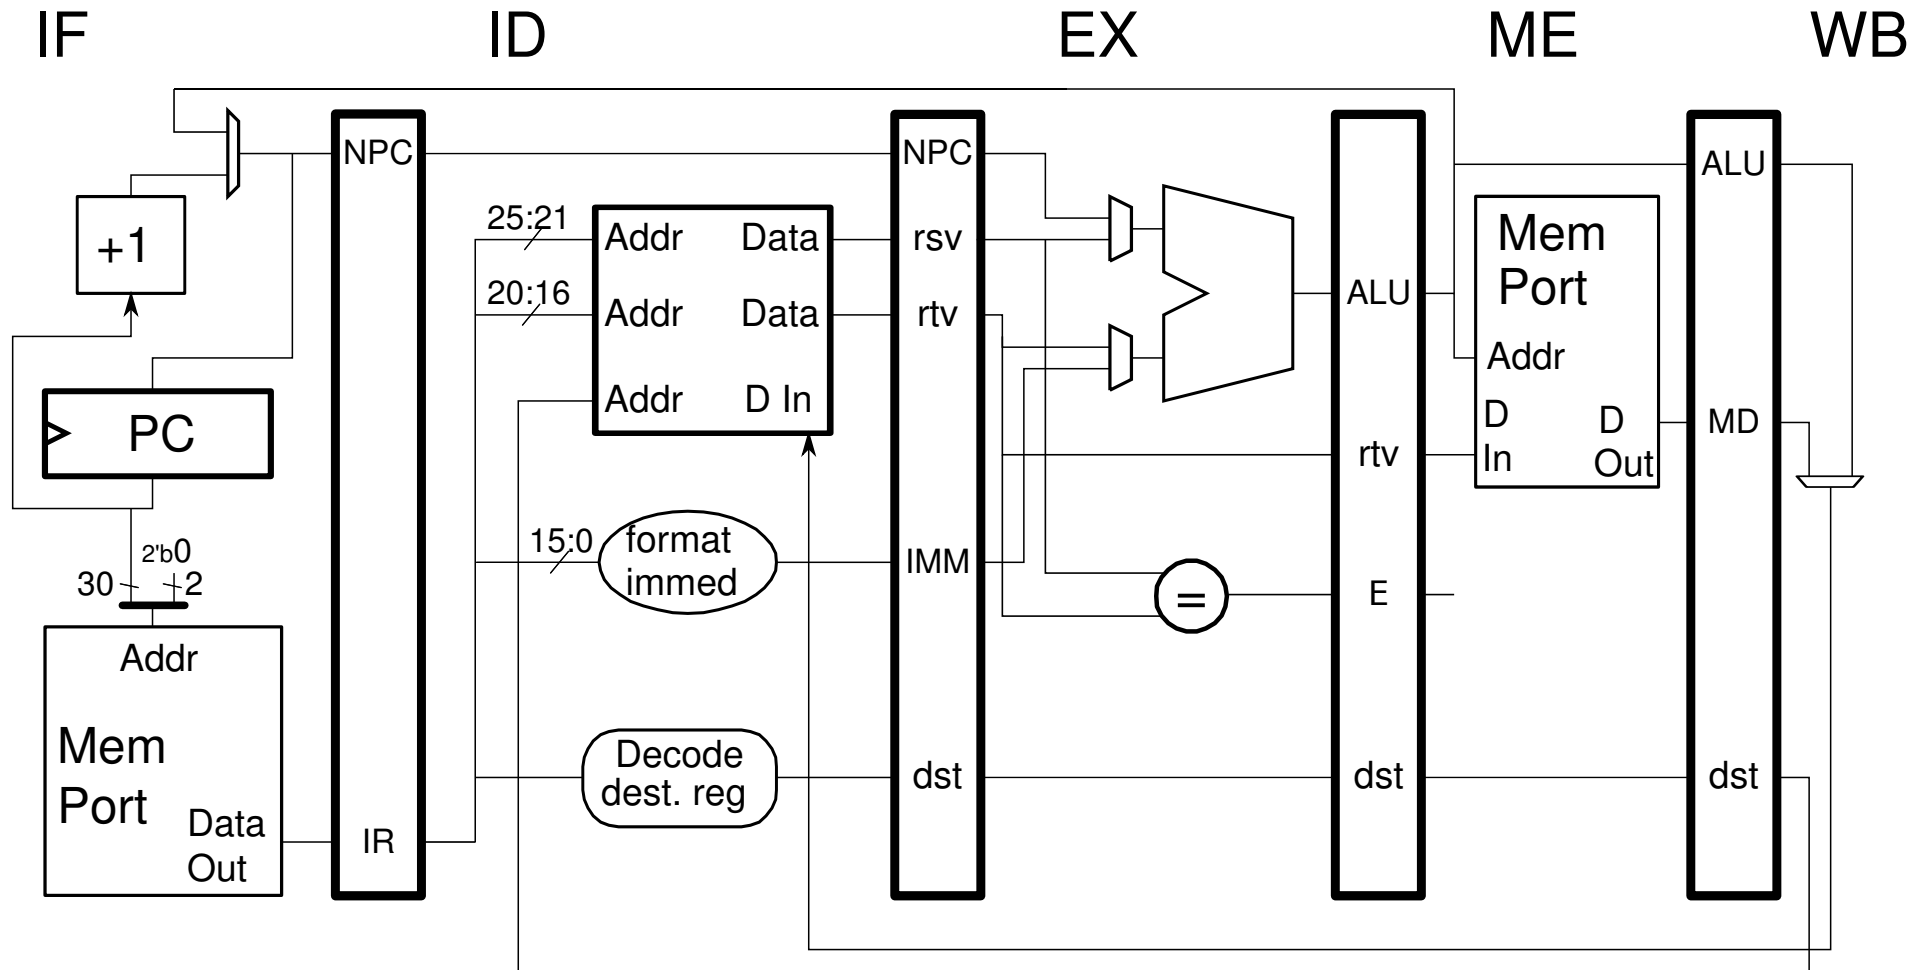 IF
ID
EX
ME
WB
+1
PC
2'b0
30
2
Addr
Mem
Port
Data
Out
NPC
IR
25:21
20:16
Addr
Data
Addr
Data
Addr
D In
15:0
format
immed
Decode
dest. reg
NPC
rsv
rtv
IMM
dst
=
ALU
rtv
E
dst
Mem
Port
Addr
D
In
D
Out
ALU
MD
dst